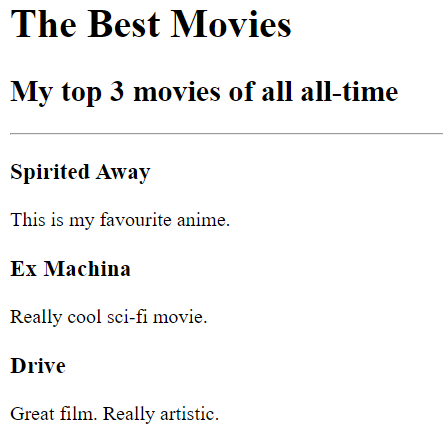 The Best Movies
My top 3 movies of all all-time
Spirited Away
This is my favourite anime.
Ex Machina
Really cool sci-fi movie.
Drive
Great film. Really artistic.